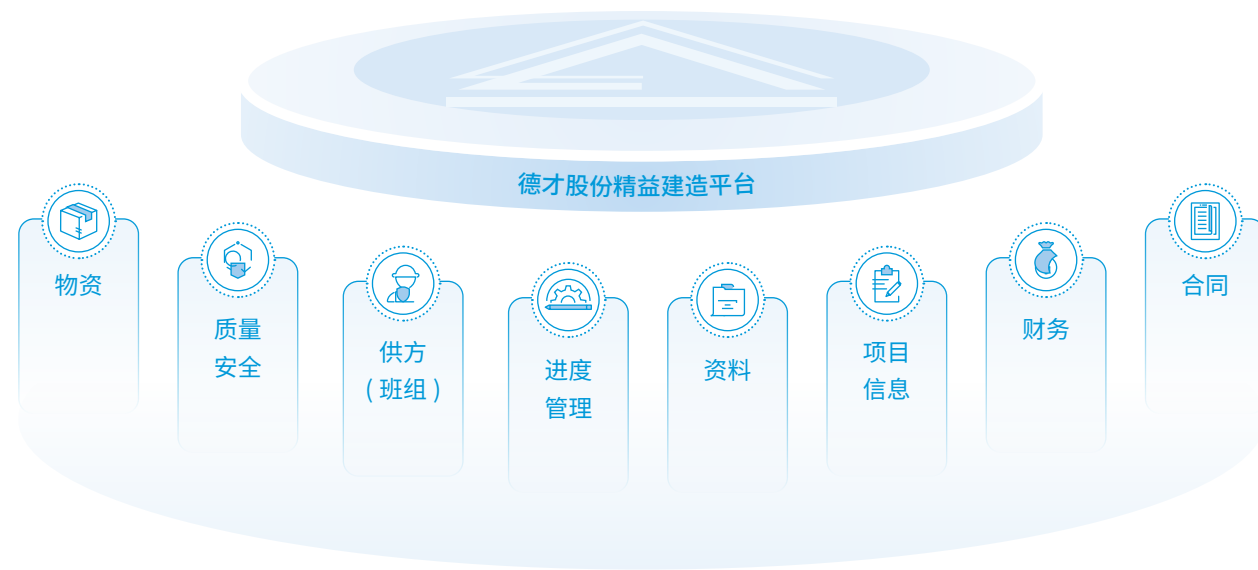 德才股份精益建造平台
物资
质量
安全
供方
( 班组 )
进度
管理
资料
项目
信息
财务
合同